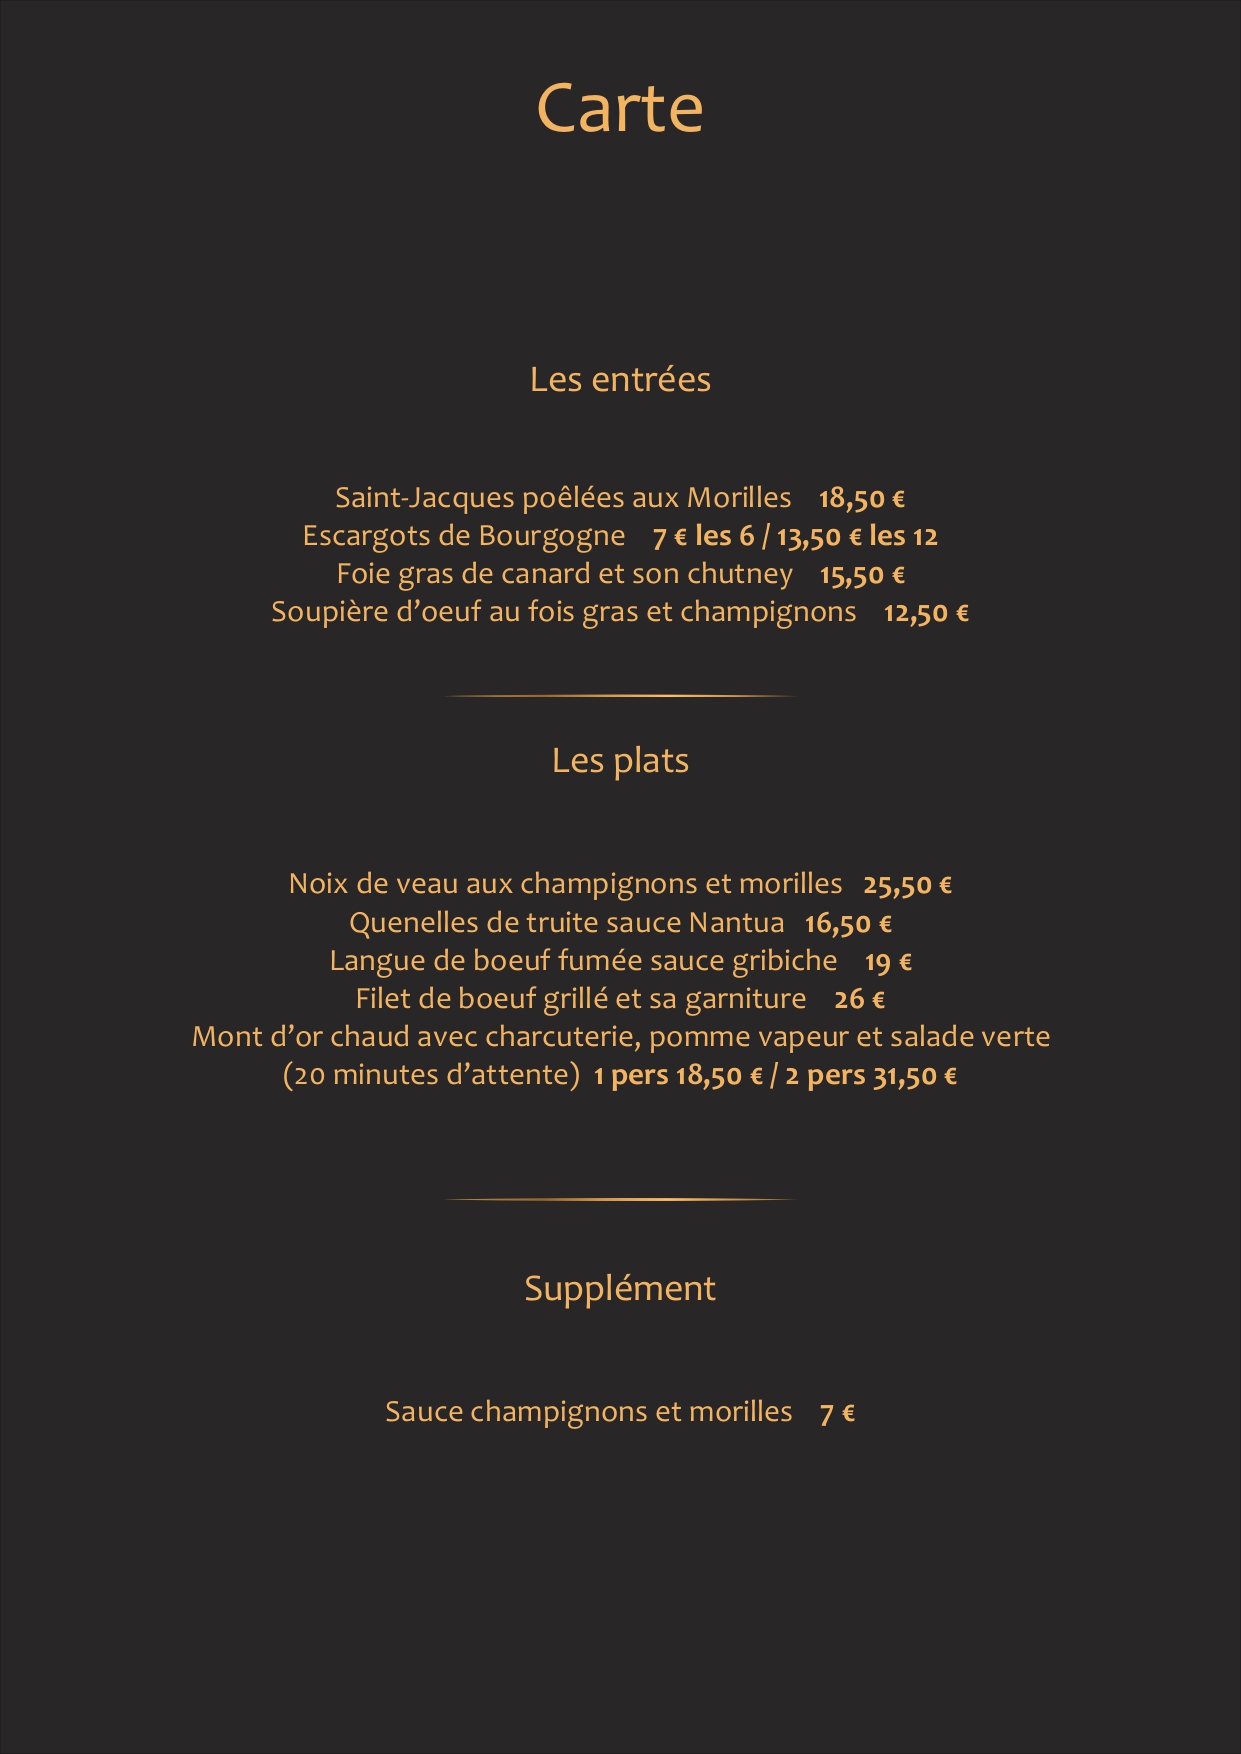 Carte
Les entrées
Saint-Jacques poêlées aux Morilles 18,50 €
Escargots de Bourgogne 7 € les 6 / 13,50 € les 12
Foie gras de canard et son chutney 15,50 €
Soupière d’oeuf au fois gras et champignons 12,50 €
Les plats
Noix de veau aux champignons et morilles 25,50 €
Quenelles de truite sauce Nantua 16,50 €
Langue de boeuf fumée sauce gribiche 19 €
Filet de boeuf grillé et sa garniture 26 €
Mont d’or chaud avec charcuterie, pomme vapeur et salade verte
(20 minutes d’attente) 1 pers 18,50 € / 2 pers 31,50 €
Supplément
Sauce champignons et morilles 7 €